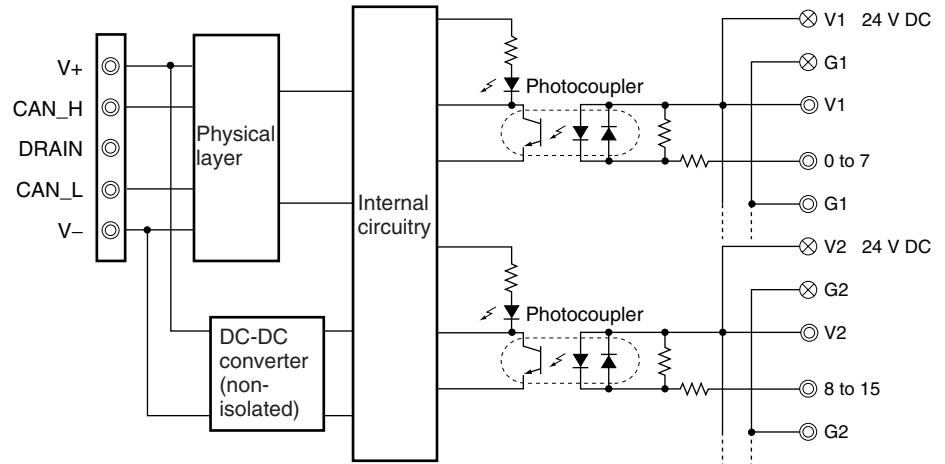 V+
CAN_H
DRAIN
CAN_L
V–
Physical
layer
DC-DC
converter
(non-
isolated)
Internal
circuitry
Photocoupler
V1 24 V DC
G1
V1
0 to 7
G1
Photocoupler
V2 24 V DC
G2
V2
8 to 15
G2